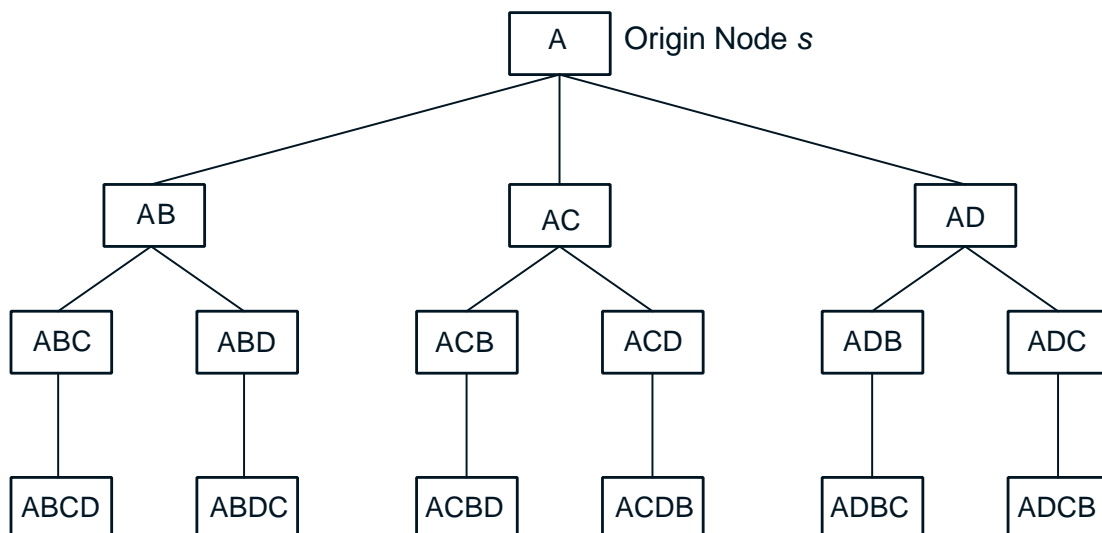 A Origin Node s
AB AC AD
ABC ABD ACB ACD ADB ADC
ABCD ABDC ACBD ACDB ADBC ADCB